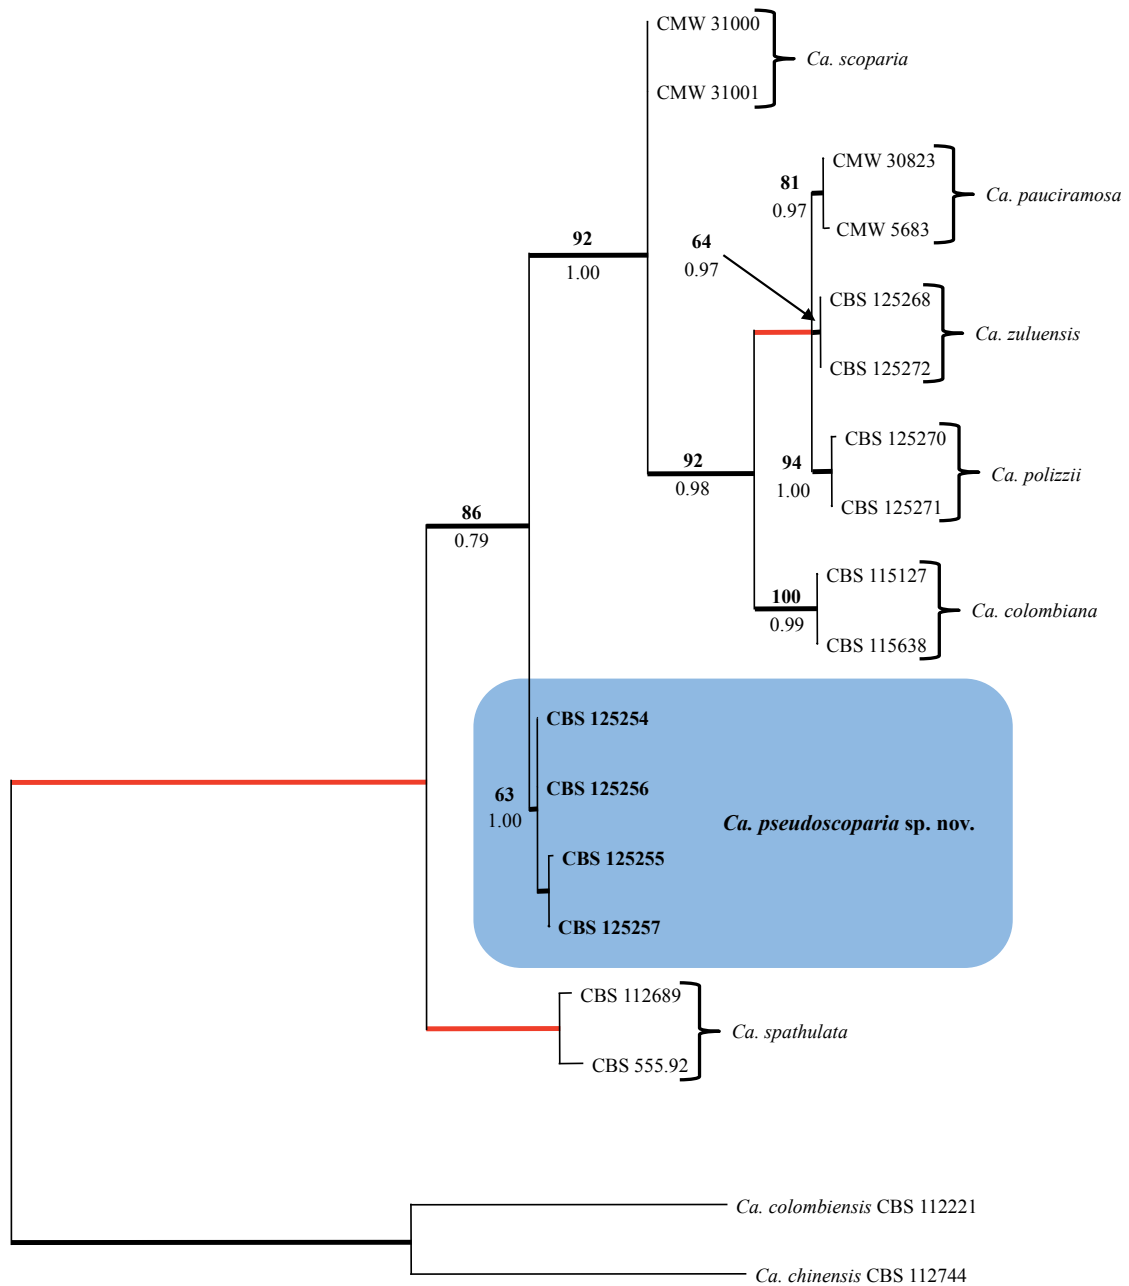 CMW 31000
Ca. scoparia
CMW 31001
CMW 30823
81
Ca. pauciramosa
0.97
CMW 5683
92
64
1.00
0.97
CBS 125268
Ca. zuluensis
CBS 125272
CBS 125270
92
94
Ca. polizzii
0.98
1.00
CBS 125271
86
0.79
CBS 115127
100
Ca. colombiana
0.99
CBS 115638
CBS 125254
63
CBS 125256
1.00
Ca. pseudoscoparia sp. nov.
CBS 125255
CBS 125257
CBS 112689
Ca. spathulata
CBS 555.92
Ca. colombiensis CBS 112221
Ca. chinensis CBS 112744